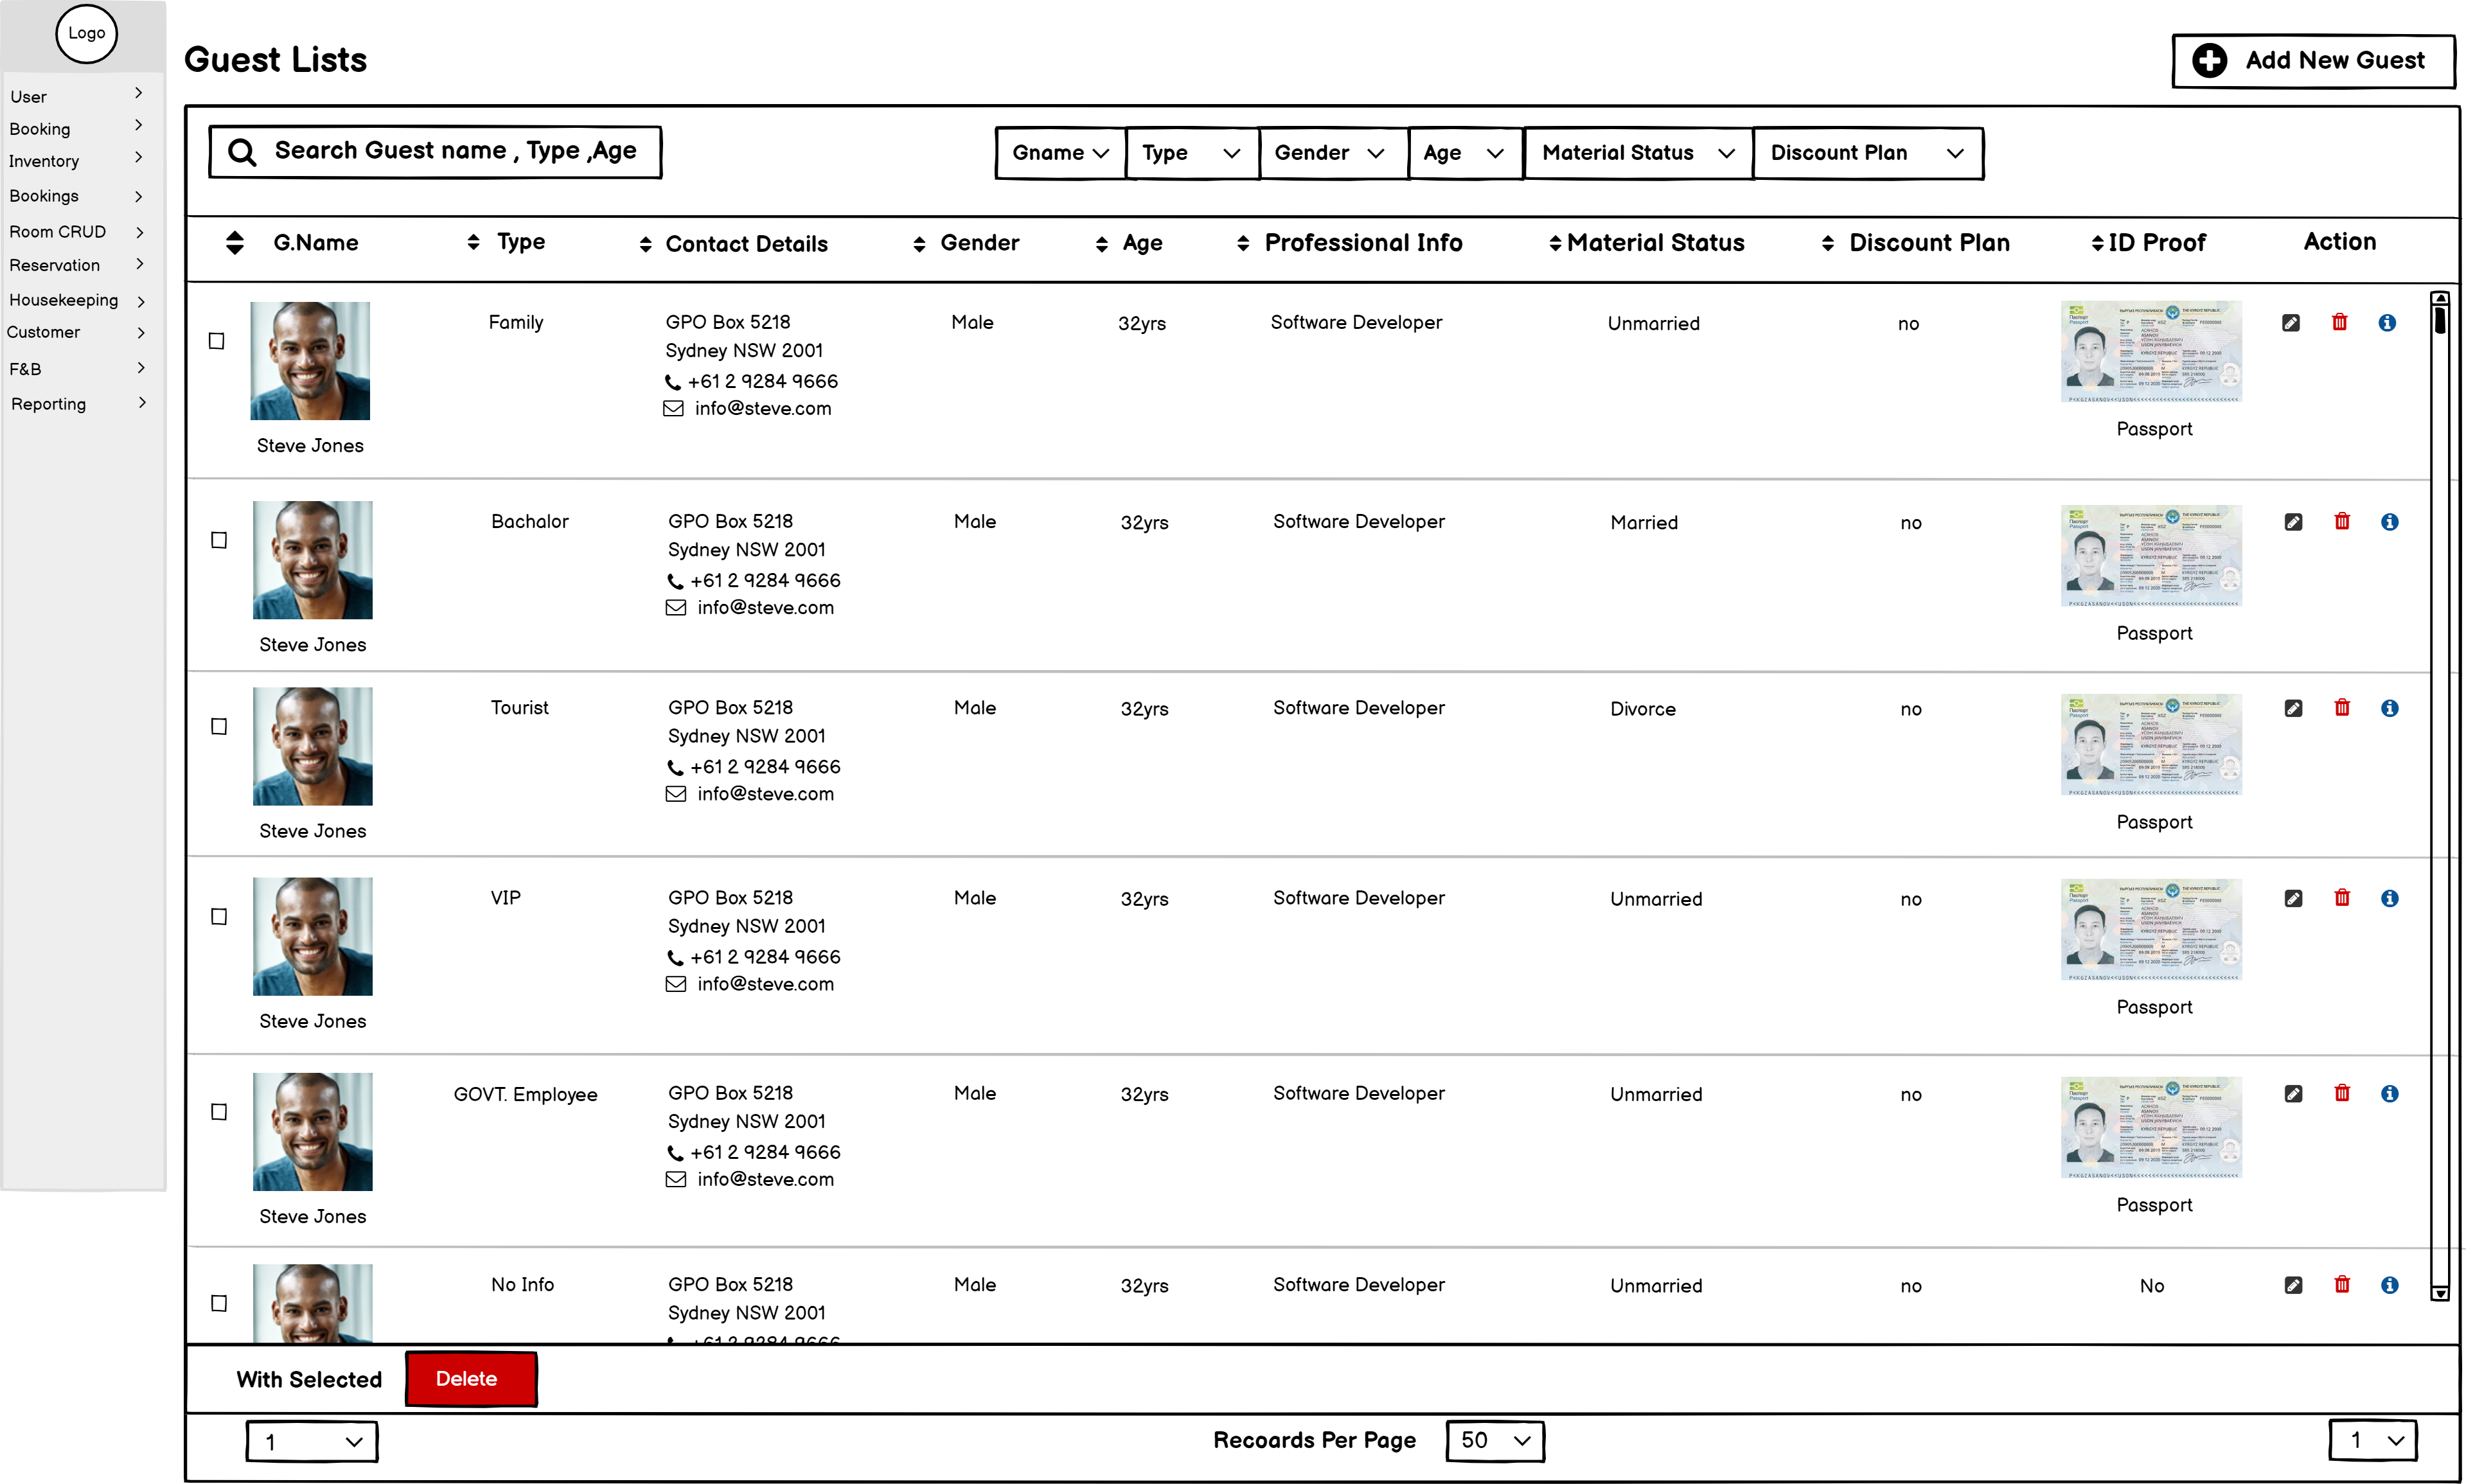 Logo
User
Booking
Inventory
Bookings
Room CRUD
Reservation
Housekeeping
Customer
F&B
Reporting
Guest Lists
Add New Guest
Search Guest name , Type ,Age
Gname
Type
Gender
Age
Material Status
Discount Plan
G.Name
Type
Contact Details
Gender
Age
Professional Info
Material Status
Discount Plan
ID Proof
Action
Steve Jones
Family
GPO Box 5218
Sydney NSW 2001
+61 2 9284 9666
info@steve.com
Male
32yrs
Software Developer
Unmarried
no
Passport
Steve Jones
Bachalor
GPO Box 5218
Sydney NSW 2001
+61 2 9284 9666
info@steve.com
Male
32yrs
Software Developer
Married
no
Passport
Steve Jones
Tourist
GPO Box 5218
Sydney NSW 2001
+61 2 9284 9666
info@steve.com
Male
32yrs
Software Developer
Divorce
no
Passport
Steve Jones
VIP
GPO Box 5218
Sydney NSW 2001
+61 2 9284 9666
info@steve.com
Male
32yrs
Software Developer
Unmarried
no
Passport
Steve Jones
GOVT. Employee
GPO Box 5218
Sydney NSW 2001
+61 2 9284 9666
info@steve.com
Male
32yrs
Software Developer
Unmarried
no
Passport
No Info
GPO Box 5218
Sydney NSW 2001
+61 2 9284 9666
Male
32yrs
Software Developer
Unmarried
no
No
With Selected
Delete
1
Recoards Per Page
50
1